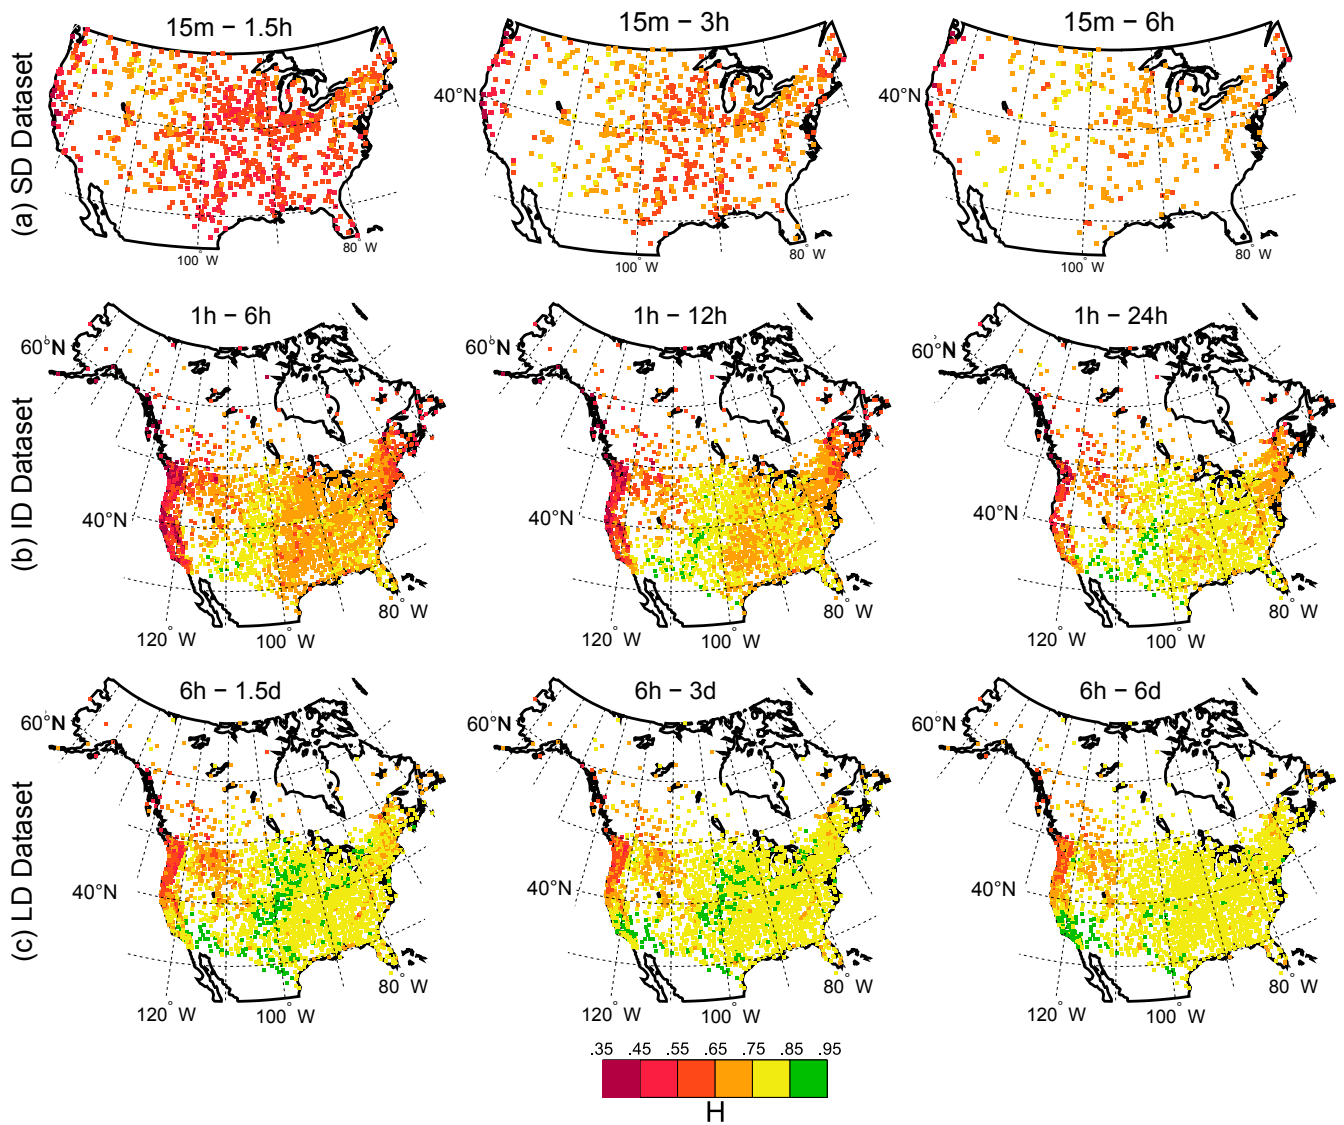 (a) SD Dataset
15m − 1.5h
15m − 3h
15m − 6h
40°N
40°N
100° W
80° W
100° W
80° W
100° W
80° W
(b) ID Dataset
1h − 6h
1h − 12h
1h − 24h
60°N
60°N
60°N
40°N
40°N
40°N
120° W
100° W
80° W
120° W
100° W
80° W
120° W
100° W
80° W
(c) LD Dataset
6h − 1.5d
6h − 3d
6h − 6d
60°N
60°N
60°N
40°N
40°N
40°N
120° W
100° W
80° W
120° W
100° W
80° W
120° W
100° W
80° W
.35 .45 .55 .65 .75 .85 .95
H